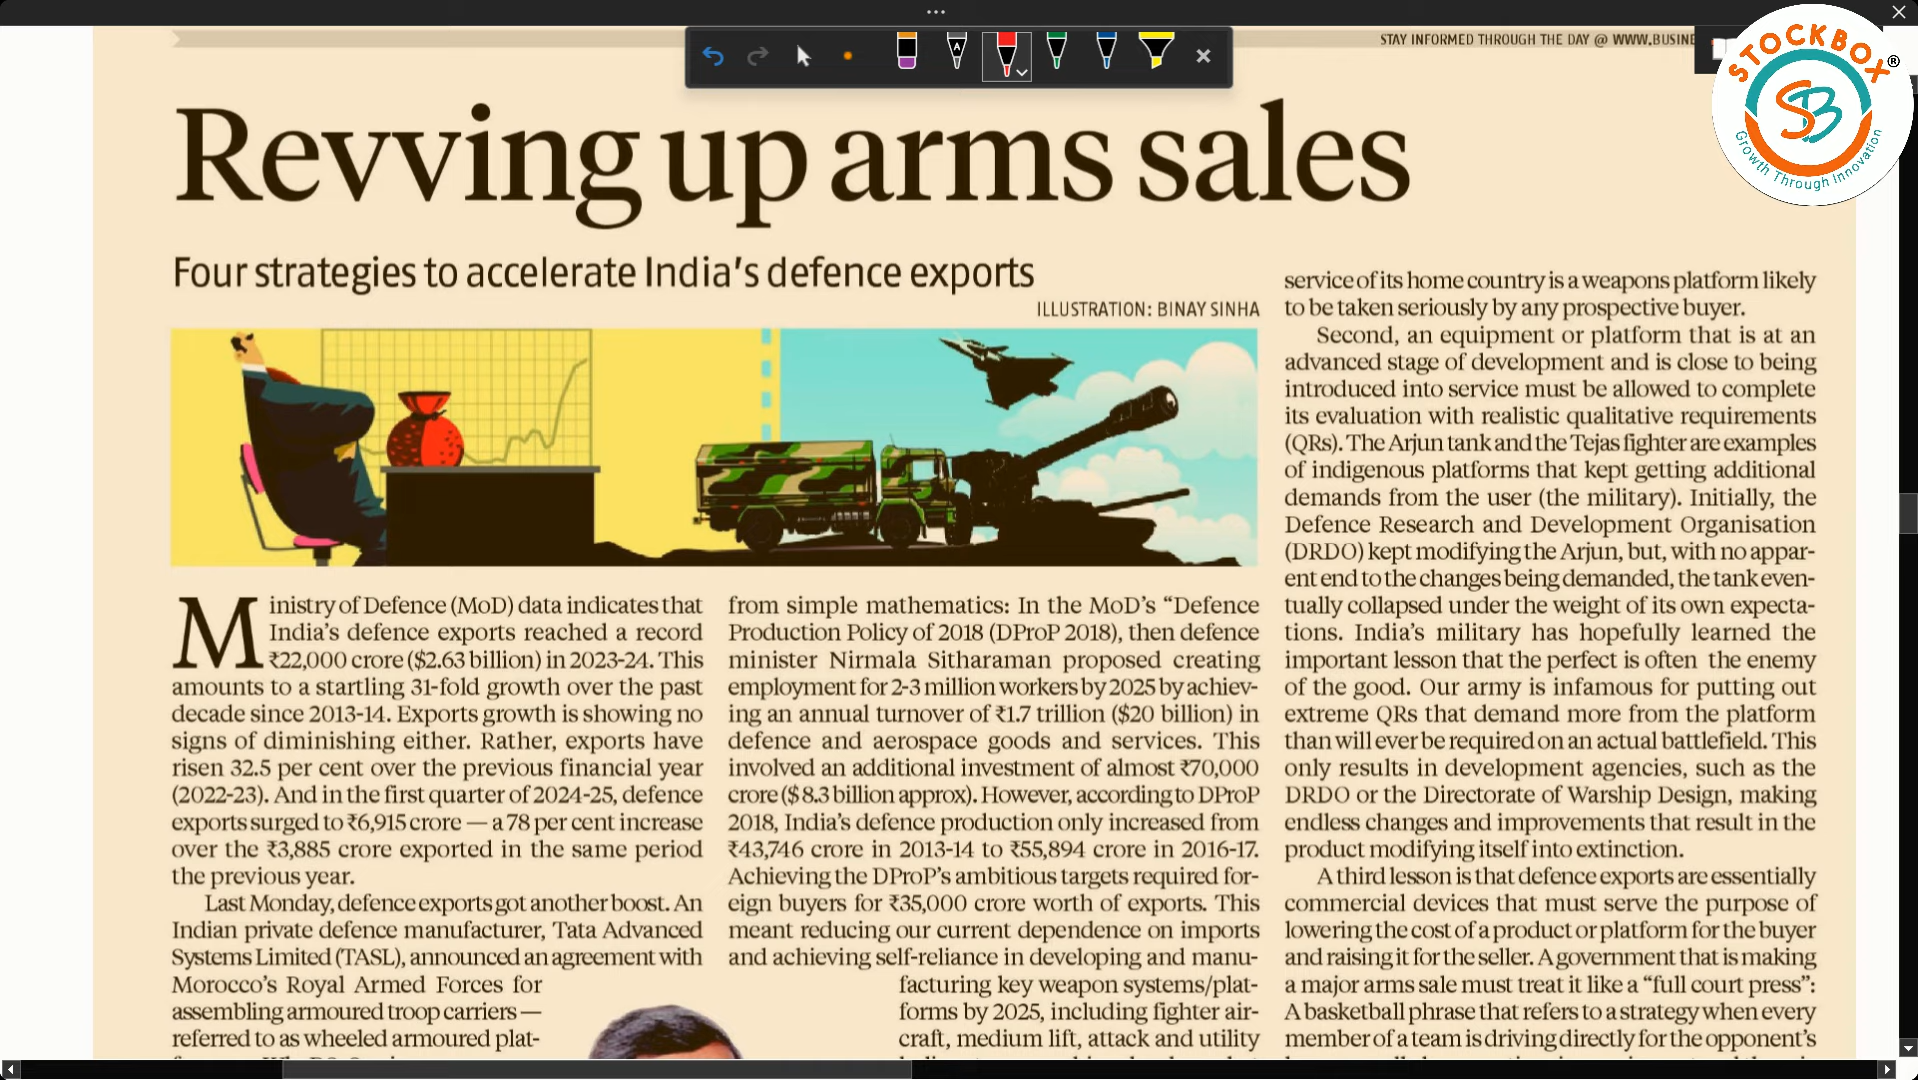 STAY INFORMED THROUGH THE DAY @ WWW.BUSINE
STOCKBOX®
SB
Growth Through Innovation
A
Revving up arms sales
Four strategies to accelerate India's defence exports
ILLUSTRATION: BINAY SINHA
Ministry of Defence (MoD) data indicates that
India's defence exports reached a record
₹22,000 crore ($2.63 billion) in 2023-24. This
amounts to a startling 31-fold growth over the past
decade since 2013-14. Exports growth is showing no
signs of diminishing either. Rather, exports have
risen 32.5 per cent over the previous financial year
(2022-23). And in the first quarter of 2024-25, defence
exports surged to ₹6,915 crore — a 78 per cent increase
over the ₹3,885 crore exported in the same period
the previous year.
Last Monday, defence exports got another boost. An
Indian private defence manufacturer, Tata Advanced
Systems Limited (TASL), announced an agreement with
Morocco's Royal Armed Forces for
assembling armoured troop carriers —
referred to as wheeled armoured plat-
from simple mathematics: In the MoD's “Defence
Production Policy of 2018 (DProP 2018), then defence
minister Nirmala Sitharaman proposed creating
employment for 2-3 million workers by 2025 by achiev-
ing an annual turnover of ₹1.7 trillion ($20 billion) in
defence and aerospace goods and services. This
involved an additional investment of almost ₹70,000
crore ($8.3 billion approx). However, according to DProP
2018, India's defence production only increased from
₹43,746 crore in 2013-14 to ₹55,894 crore in 2016-17.
Achieving the DProP's ambitious targets required for-
eign buyers for ₹35,000 crore worth of exports. This
meant reducing our current dependence on imports
and achieving self-reliance in developing and manu-
facturing key weapon systems/plat-
forms by 2025, including fighter air-
craft, medium lift, attack and utility
service of its home country is a weapons platform likely
to be taken seriously by any prospective buyer.
Second, an equipment or platform that is at an
advanced stage of development and is close to being
introduced into service must be allowed to complete
its evaluation with realistic qualitative requirements
(QRs). The Arjun tank and the Tejas fighter are examples
of indigenous platforms that kept getting additional
demands from the user (the military). Initially, the
Defence Research and Development Organisation
(DRDO) kept modifying the Arjun, but, with no appar-
ent end to the changes being demanded, the tank even-
tually collapsed under the weight of its own expecta-
tions. India's military has hopefully learned the
important lesson that the perfect is often the enemy
of the good. Our army is infamous for putting out
extreme QRs that demand more from the platform
than will ever be required on an actual battlefield. This
only results in development agencies, such as the
DRDO or the Directorate of Warship Design, making
endless changes and improvements that result in the
product modifying itself into extinction.
A third lesson is that defence exports are essentially
commercial devices that must serve the purpose of
lowering the cost of a product or platform for the buyer
and raising it for the seller. A government that is making
a major arms sale must treat it like a “full court press”:
A basketball phrase that refers to a strategy when every
member of a team is driving directly for the opponent's